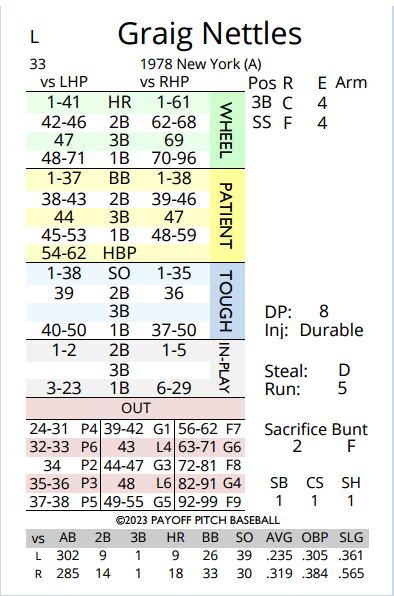 L Graig Nettles
33 1978 New York (A)
vs LHP vs RHP Pos R E Arm
1-41 HR 1-61 3B C 4
42-46 2B 62-68 SS F 4
47 3B 69
48-71 1B 70-96
WHEEL
1-37 BB 1-38
38-43 2B 39-46
44 3B 47
45-53 1B 48-59
54-62 HBP
PATIENT
1-38 SO 1-35
39 2B 36
3B
40-50 1B 37-50
TOUGH
DP: 8
Inj: Durable
1-2 2B 1-5
3B
3-23 1B 6-29
IN-PLAY
Steal: D
Run: 5
OUT
24-31 P4 39-42 G1 56-62 F7
32-33 P6 43 L4 63-71 G6
34 P2 44-47 G3 72-81 F8
35-36 P3 48 L6 82-91 G4
37-38 P5 49-55 G5 92-99 F9
Sacrifice Bunt
2 F
SB CS SH
1 1 1
©2023 PAYOFF PITCH BASEBALL
vs AB 2B 3B HR BB SO AVG OBP SLG
L 302 9 1 9 26 39 .235 .305 .361
R 285 14 1 18 33 30 .319 .384 .565